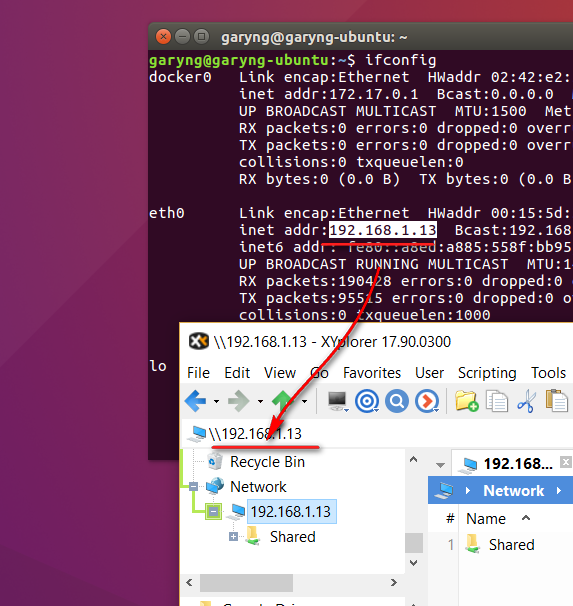 garyng@garyng-ubuntu: ~
garyng@garyng-ubuntu:~$ ifconfig
docker0 Link encap:Ethernet HWaddr 02:42:e2:
inet addr:172.17.0.1 Bcast:0.0.0.0
UP BROADCAST MULTICAST MTU:1500 Met
RX packets:0 errors:0 dropped:0 overr
TX packets:0 errors:0 dropped:0 overr
collisions:0 txqueuelen:0
RX bytes:0 (0.0 B) TX bytes:0 (0.0 B
eth0 Link encap:Ethernet HWaddr 00:15:5d:
inet addr:192.168.1.13 Bcast:192.168
inet6 addr: fe80::a8ed:a885:558f:bb95
UP BROADCAST RUNNING MULTICAST MTU:1
RX packets:190428 errors:0 dropped:0
TX packets:95515 errors:0 dropped:0 o
collisions:0 txqueuelen:1000
lo
\\192.168.1.13 - XYplorer 17.90.0300
File Edit View Go Favorites User Scripting Tools
\\192.168.1.13
Recycle Bin
192.168...
Network
Network
192.168.1.13
# Name
Shared
1 Shared